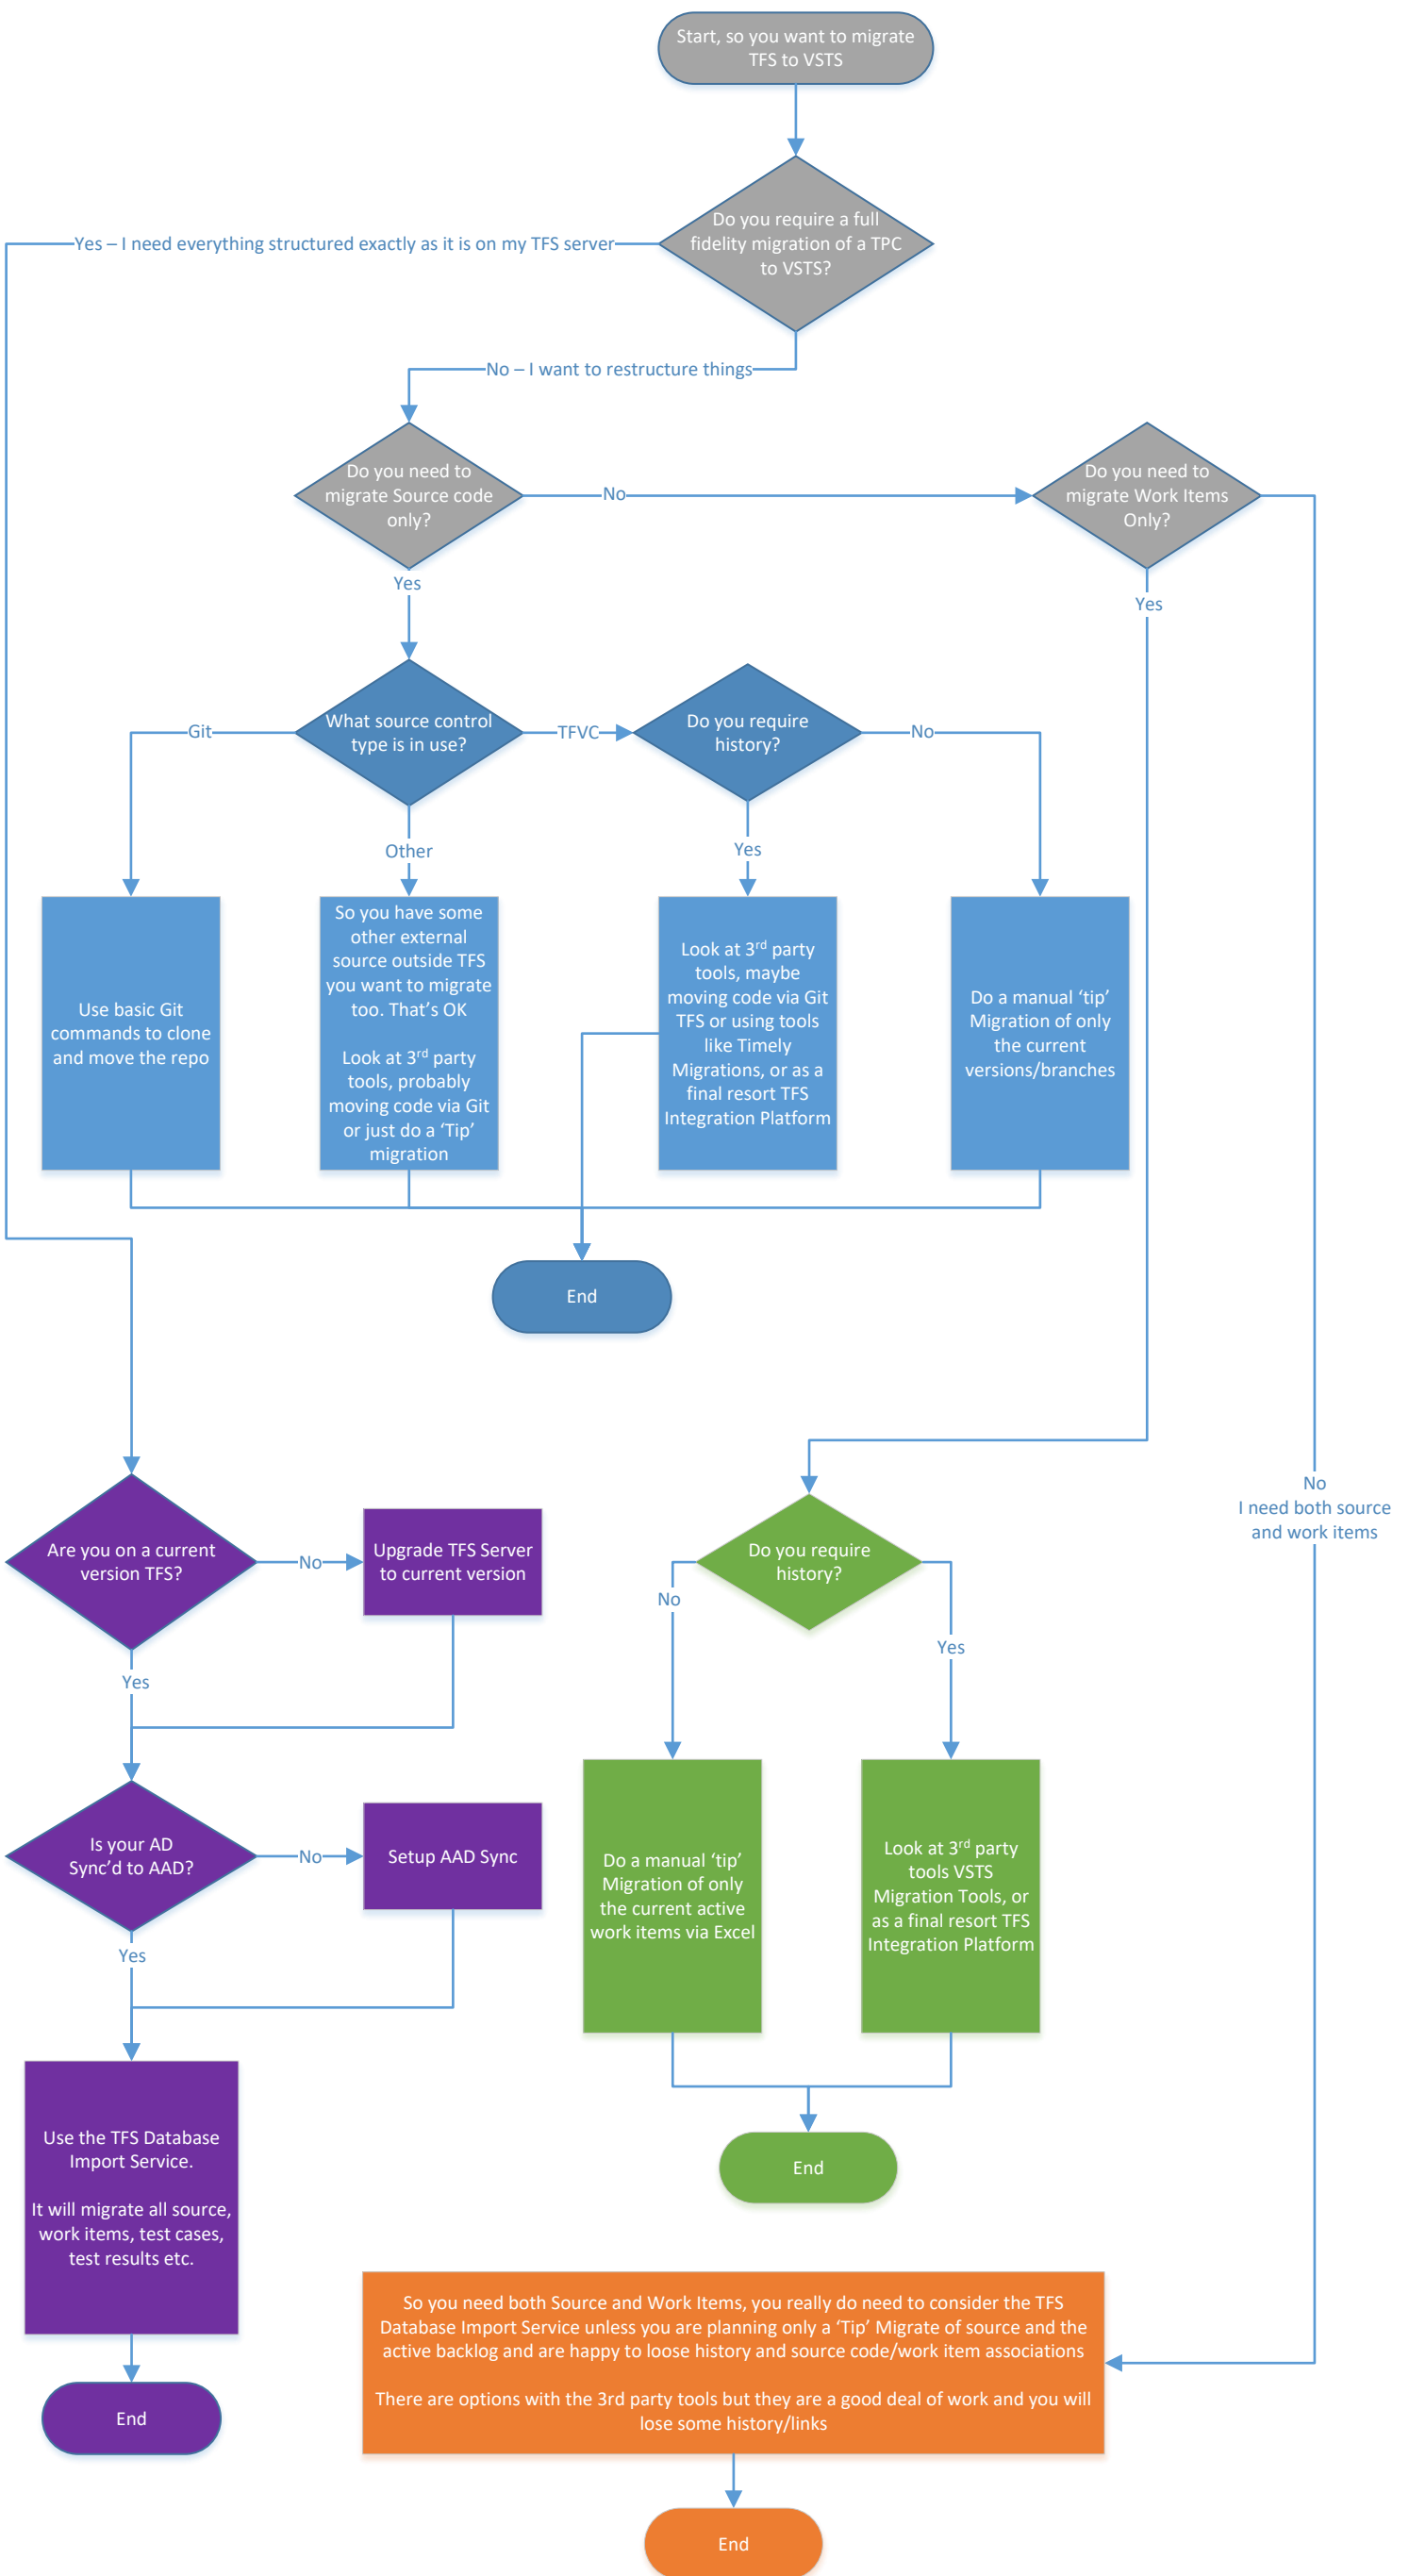 Start, so you want to migrate
TFS to VSTS
Do you require a full
fidelity migration of a TPC
to VSTS?
Yes – I need everything structured exactly as it is on my TFS server
No – I want to restructure things
Do you need to
migrate Source code
only?
No
Do you need to
migrate Work Items
Only?
Yes
Yes
What source control
type is in use?
Git
TFVC
Do you require
history?
No
Other
Yes
Use basic Git
commands to clone
and move the repo
So you have some
other external
source outside TFS
you want to migrate
too. That’s OK
Look at 3rd party
tools, probably
moving code via Git
or just do a ‘Tip’
migration
Look at 3rd party
tools, maybe
moving code via Git
TFS or using tools
like Timely
Migrations, or as a
final resort TFS
Integration Platform
Do a manual ‘tip’
Migration of only
the current
versions/branches
End
No
I need both source
and work items
Are you on a current
version TFS?
No
Upgrade TFS Server
to current version
Yes
Do you require
history?
No
Yes
Is your AD
Sync’d to AAD?
No
Setup AAD Sync
Yes
Do a manual ‘tip’
Migration of only
the current active
work items via Excel
Look at 3rd party
tools VSTS
Migration Tools, or
as a final resort TFS
Integration Platform
End
Use the TFS Database
Import Service.
It will migrate all source,
work items, test cases,
test results etc.
End
So you need both Source and Work Items, you really do need to consider the TFS
Database Import Service unless you are planning only a ‘Tip’ Migrate of source and the
active backlog and are happy to loose history and source code/work item associations
There are options with the 3rd party tools but they are a good deal of work and you will
lose some history/links
End